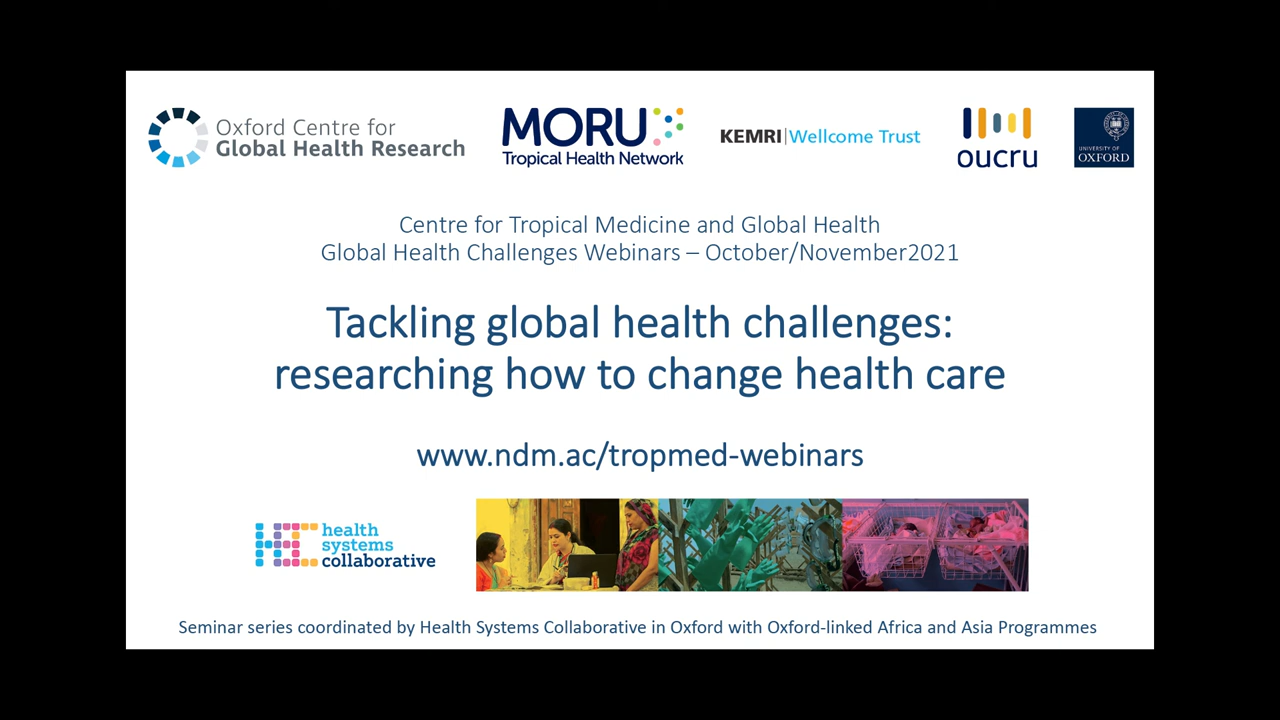 Oxford Centre for
Global Health Research
MORU
Tropical Health Network
KEMRI|Wellcome Trust
oucru
UNIVERSITY OF
OXFORD
Centre for Tropical Medicine and Global Health
Global Health Challenges Webinars – October/November2021
Tackling global health challenges:
researching how to change health care
www.ndm.ac/tropmed-webinars
HSC
health
systems
collaborative
Seminar series coordinated by Health Systems Collaborative in Oxford with Oxford-linked Africa and Asia Programmes